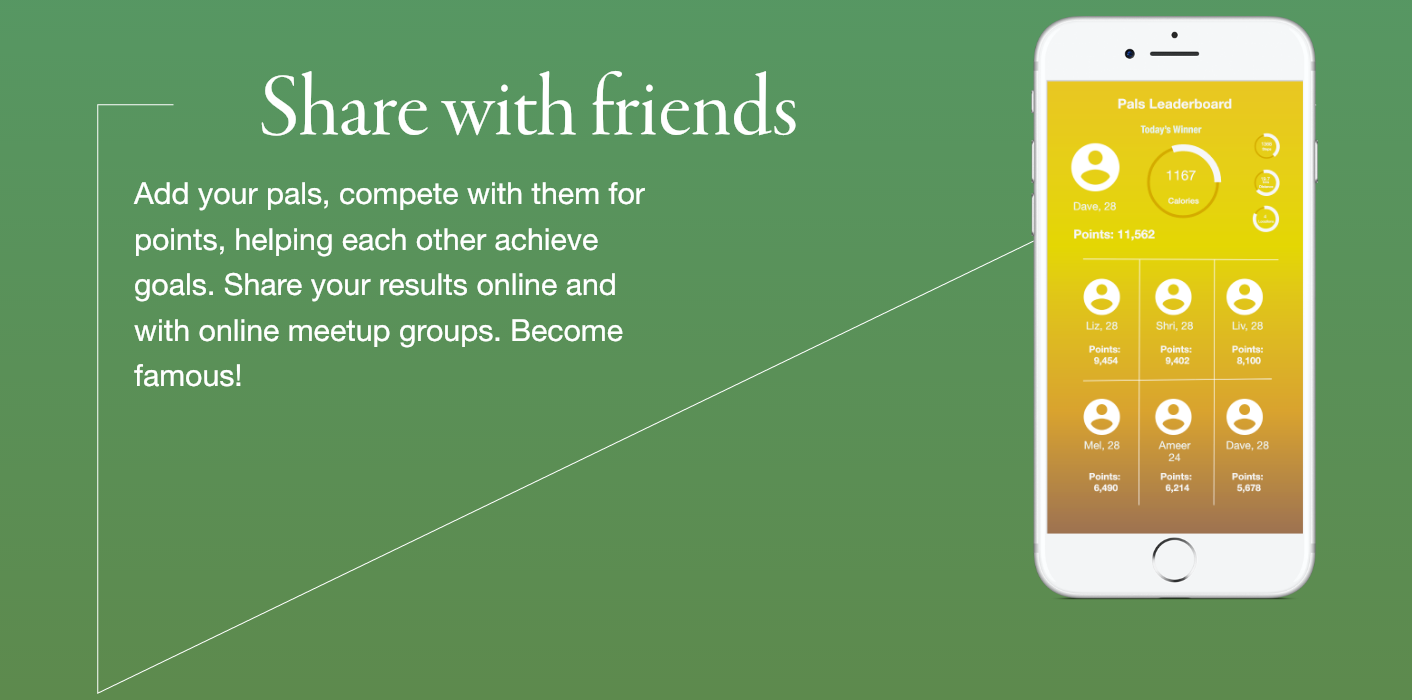 Share with friends
Add your pals, compete with them for
points, helping each other achieve
goals. Share your results online and
with online meetup groups. Become
famous!
Pals Leaderboard
Today's Winner
1167
Calories
Dave, 28
Points: 11,562
Liz, 28
Shri, 28
Liv, 28
Points:
9,454
Points:
9,402
Points:
8,100
Mel, 28
Ameer
24
Dave, 28
Points:
6,490
Points:
6,214
Points:
5,678